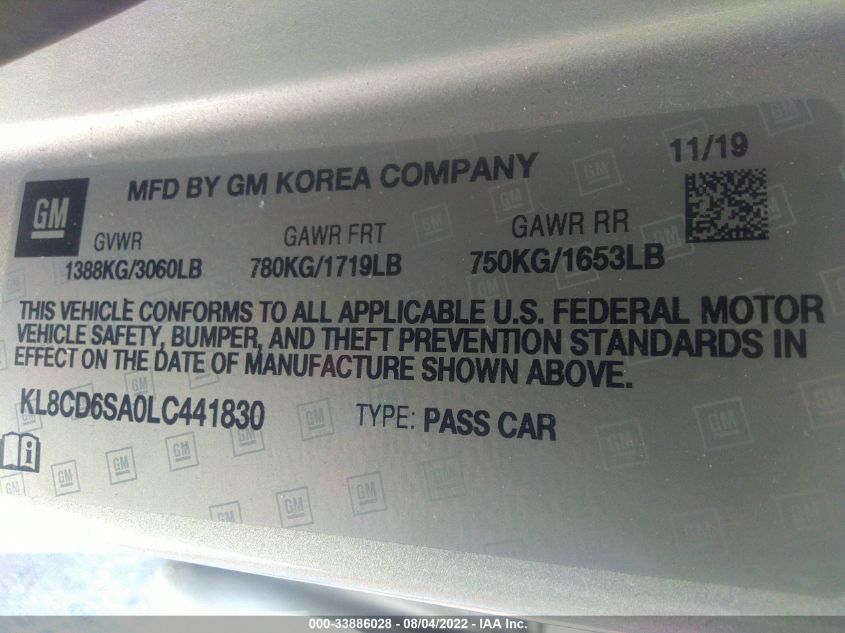 11/19
MFD BY GM KOREA COMPANY
GM
GVWR GAWR FRT GAWR RR
1388KG/3060LB 780KG/1719LB 750KG/1653LB
THIS VEHICLE CONFORMS TO ALL APPLICABLE U.S. FEDERAL MOTOR
VEHICLE SAFETY, BUMPER, AND THEFT PREVENTION STANDARDS IN
EFFECT ON THE DATE OF MANUFACTURE SHOWN ABOVE.
KL8CD6SA0LC441830 TYPE: PASS CAR
000-33886028 - 08/04/2022 - IAA Inc.